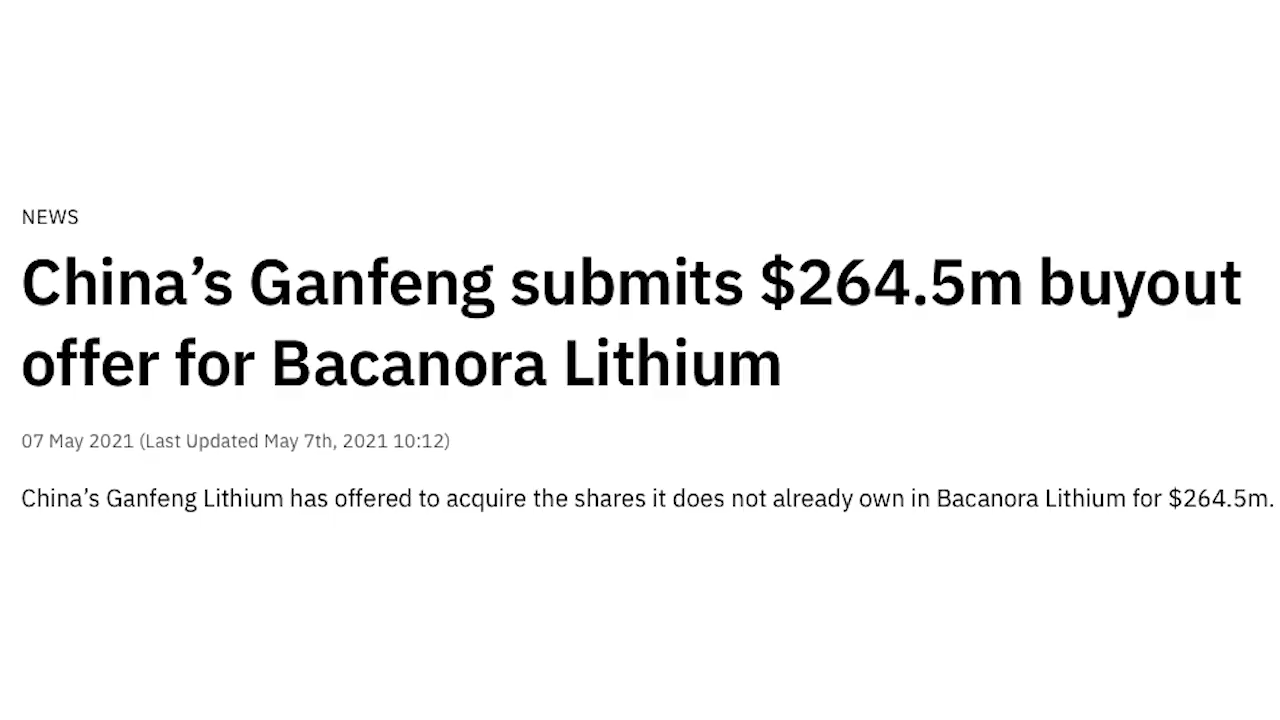 NEWS
China’s Ganfeng submits $264.5m buyout
offer for Bacanora Lithium
07 May 2021 (Last Updated May 7th, 2021 10:12)
China’s Ganfeng Lithium has offered to acquire the shares it does not already own in Bacanora Lithium for $264.5m.